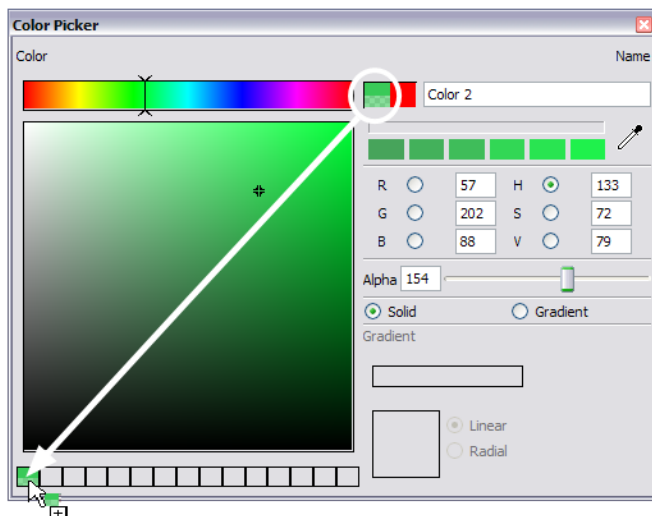 Color Picker
Color
Name
Color 2
R 57 H 133
G 202 S 72
B 88 V 79
Alpha 154
Solid Gradient
Gradient
Linear
Radial